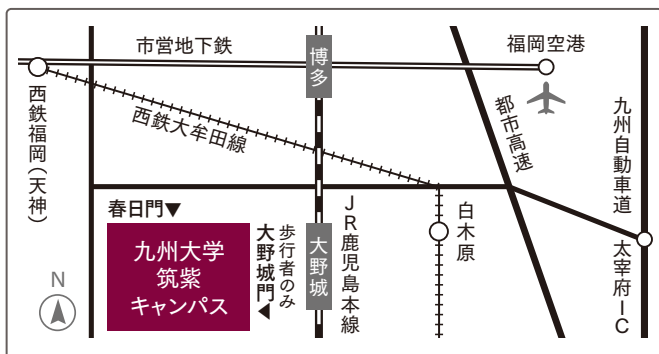 市営地下鉄
博多
福岡空港
西鉄福岡(天神)
西鉄大牟田線
都市高速
九州自動車道
春日門▼
九州大学
筑紫
キャンパス
大野城門▲
歩行者のみ
大野城
JR鹿児島本線
白木原
太宰府IC
N